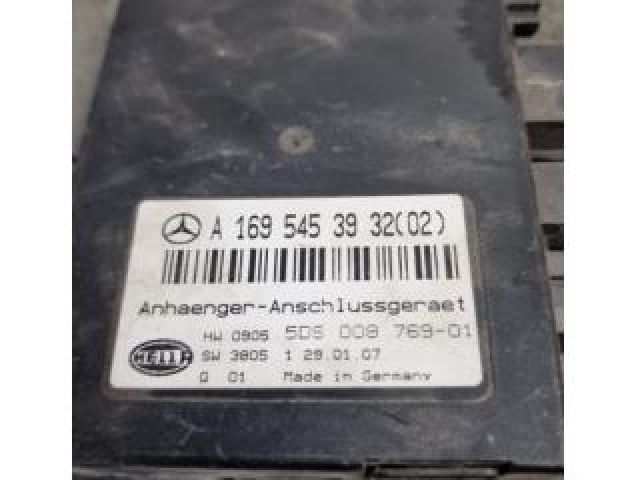 A 169 545 39 32(02)
Anhaenger-Anschlussgeraet
HW 0905 5DS 008 769-01
HELLA SW 3805 1 29.01.07
Q 01 Made in Germany